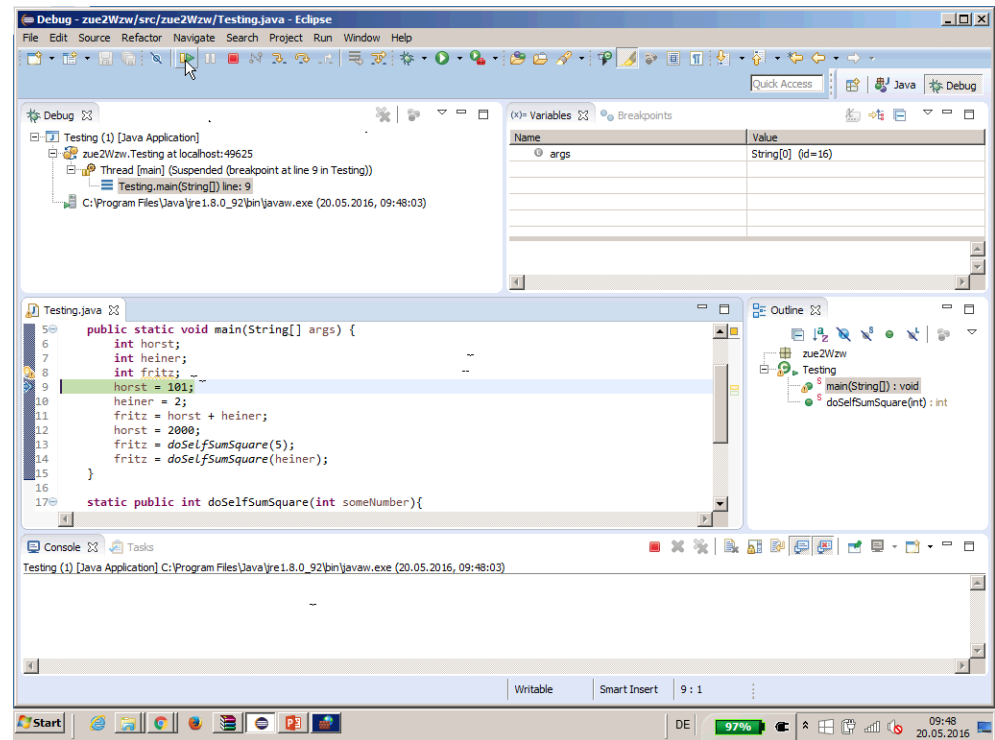 Debug - zue2Wzw/src/zue2Wzw/Testing.java - Eclipse
File Edit Source Refactor Navigate Search Project Run Window Help
Quick Access
Java
Debug
Debug
Testing (1) [Java Application]
zue2Wzw.Testing at localhost:49625
Thread [main] (Suspended (breakpoint at line 9 in Testing))
Testing.main(String[]) line: 9
C:\Program Files\Java\jre1.8.0_92\bin\javaw.exe (20.05.2016, 09:48:03)
(x)= Variables
Breakpoints
Name Value
args String[0] (id=16)
Testing.java
5 public static void main(String[] args) {
6 int horst;
7 int heiner;
8 int fritz;
9 horst = 101;
10 heiner = 2;
11 fritz = horst + heiner;
12 horst = 2000;
13 fritz = doSelfSumSquare(5);
14 fritz = doSelfSumSquare(heiner);
15 }
16
17 static public int doSelfSumSquare(int someNumber){
Outline
zue2Wzw
Testing
main(String[]) : void
doSelfSumSquare(int) : int
Console
Tasks
Testing (1) [Java Application] C:\Program Files\Java\jre1.8.0_92\bin\javaw.exe (20.05.2016, 09:48:03)
Writable Smart Insert 9 : 1
Start
DE
97%
09:48
20.05.2016